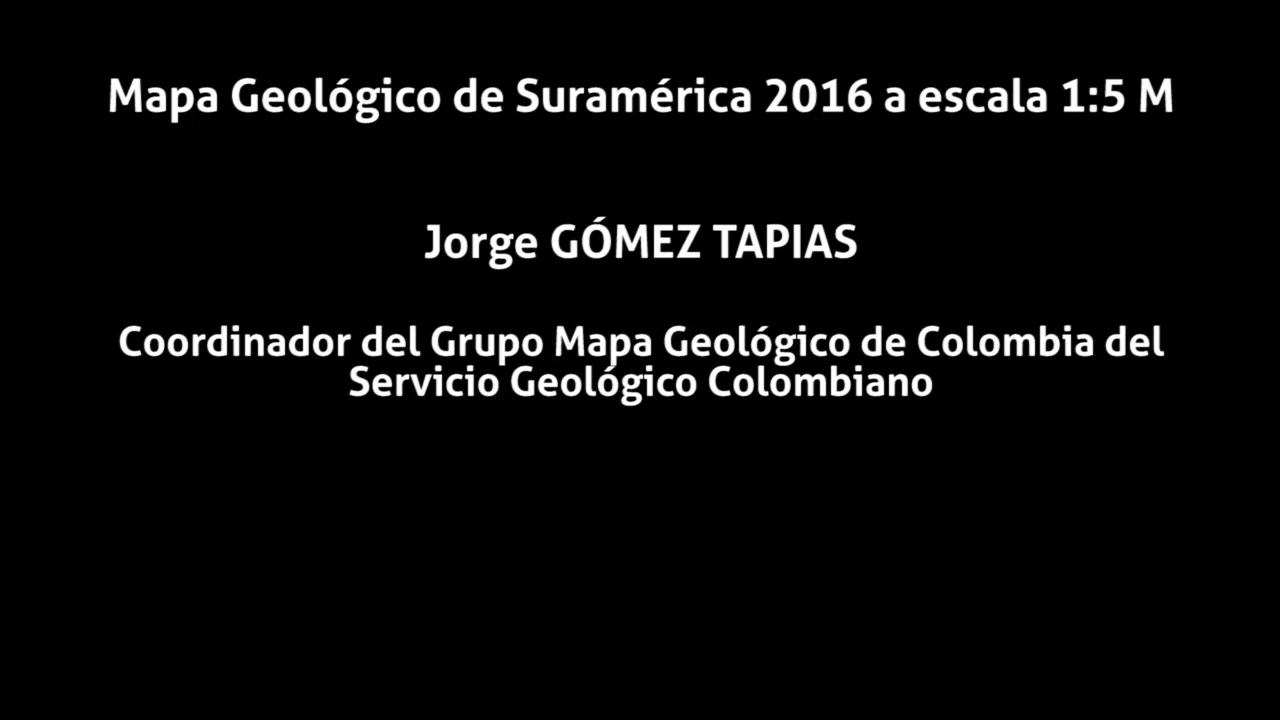 Mapa Geológico de Suramérica 2016 a escala 1:5 M
Jorge GÓMEZ TAPIAS
Coordinador del Grupo Mapa Geológico de Colombia del
Servicio Geológico Colombiano